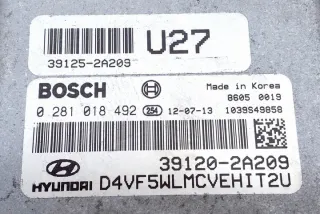 U27
39125-2A209
BOSCH
Made in Korea
8605 0019
0 281 018 492 254 12-07-13 1039S49858
39120-2A209
HYUNDAI D4VF5WLMCVEHIT2U